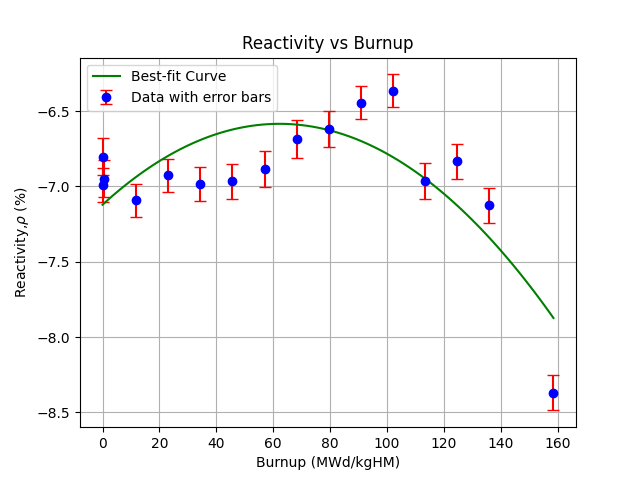 Reactivity vs Burnup
Best-fit Curve
Data with error bars
Reactivity,ρ (%)
−6.5
−7.0
−7.5
−8.0
−8.5
0 20 40 60 80 100 120 140 160
Burnup (MWd/kgHM)